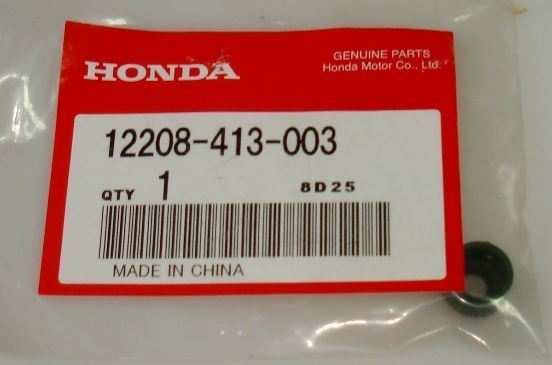 HONDA
GENUINE PARTS
Honda Motor Co., Ltd.
12208-413-003
QTY 1 8D25
MADE IN CHINA